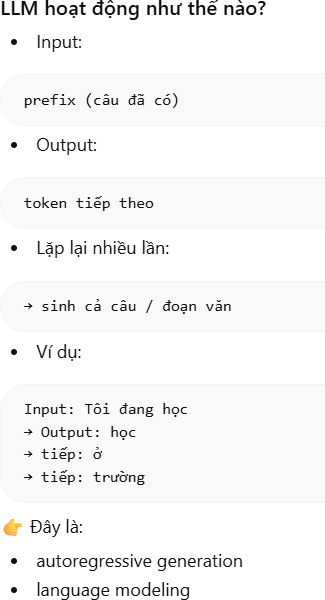 LLM hoạt động như thế nào?
• Input:
prefix (câu đã có)
• Output:
token tiếp theo
• Lặp lại nhiều lần:
→ sinh cả câu / đoạn văn
• Ví dụ:
Input: Tôi đang học
→ Output: học
→ tiếp: ở
→ tiếp: trường
👉 Đây là:
• autoregressive generation
• language modeling